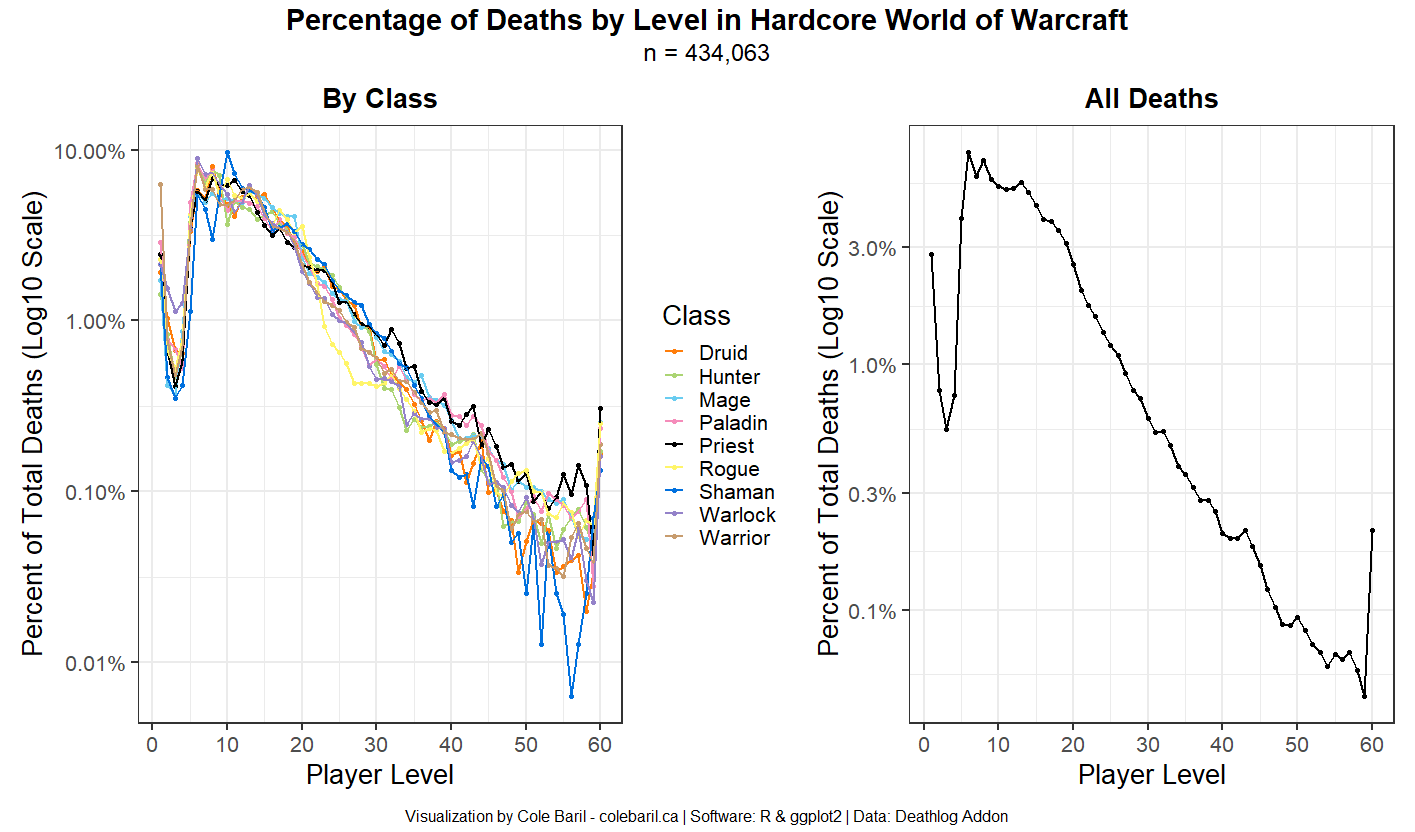 Percentage of Deaths by Level in Hardcore World of Warcraft
n = 434,063
By Class
Percent of Total Deaths (Log10 Scale)
10.00%
1.00%
0.10%
0.01%
0
10
20
30
40
50
60
Player Level
Class
Druid
Hunter
Mage
Paladin
Priest
Rogue
Shaman
Warlock
Warrior
All Deaths
Percent of Total Deaths (Log10 Scale)
3.0%
1.0%
0.3%
0.1%
0
10
20
30
40
50
60
Player Level
Visualization by Cole Baril - colebaril.ca | Software: R & ggplot2 | Data: Deathlog Addon